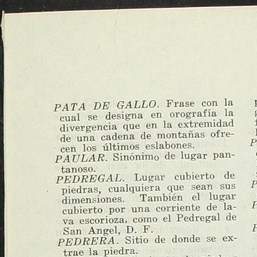 PATA DE GALLO. Frase con la
cual se designa en orografía la
divergencia que en la extremidad
de una cadena de montañas ofre-
cen los últimos eslabones.
PAULAR. Sinónimo de lugar pan-
tanoso.
PEDREGAL. Lugar cubierto de
piedras, cualquiera que sean sus
dimensiones. También el lugar
cubierto por una corriente de la-
va escorioza. como el Pedregal de
San Angel, D. F.
PEDRERA. Sitio de donde se ex-
trae la piedra.